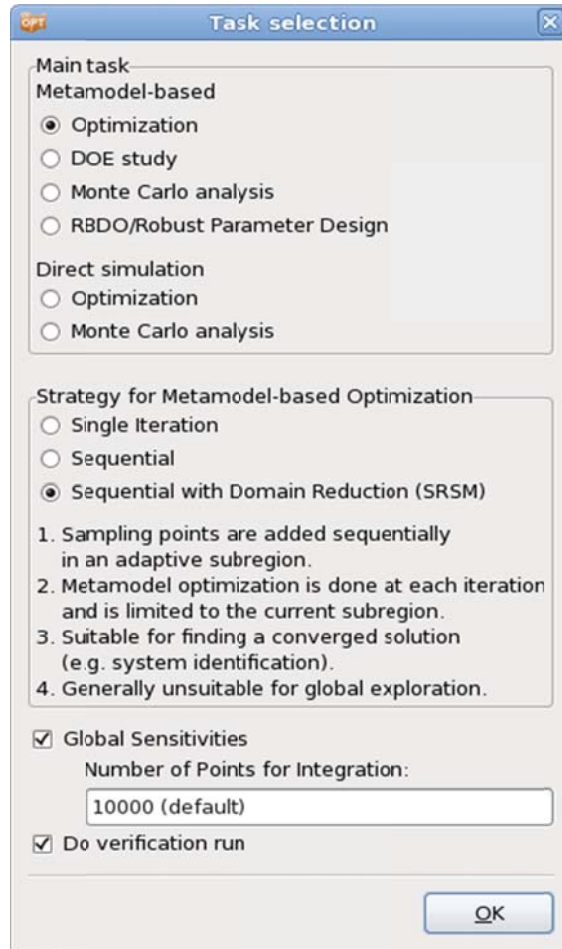 OPT
Task selection
Main task
Metamodel-based
Optimization
DOE study
Monte Carlo analysis
RBDO/Robust Parameter Design
Direct simulation
Optimization
Monte Carlo analysis
Strategy for Metamodel-based Optimization
Single Iteration
Sequential
Sequential with Domain Reduction (SRSM)
1. Sampling points are added sequentially
in an adaptive subregion.
2. Metamodel optimization is done at each iteration
and is limited to the current subregion.
3. Suitable for finding a converged solution
(e.g. system identification).
4. Generally unsuitable for global exploration.
Global Sensitivities
Number of Points for Integration:
10000 (default)
Do verification run
OK